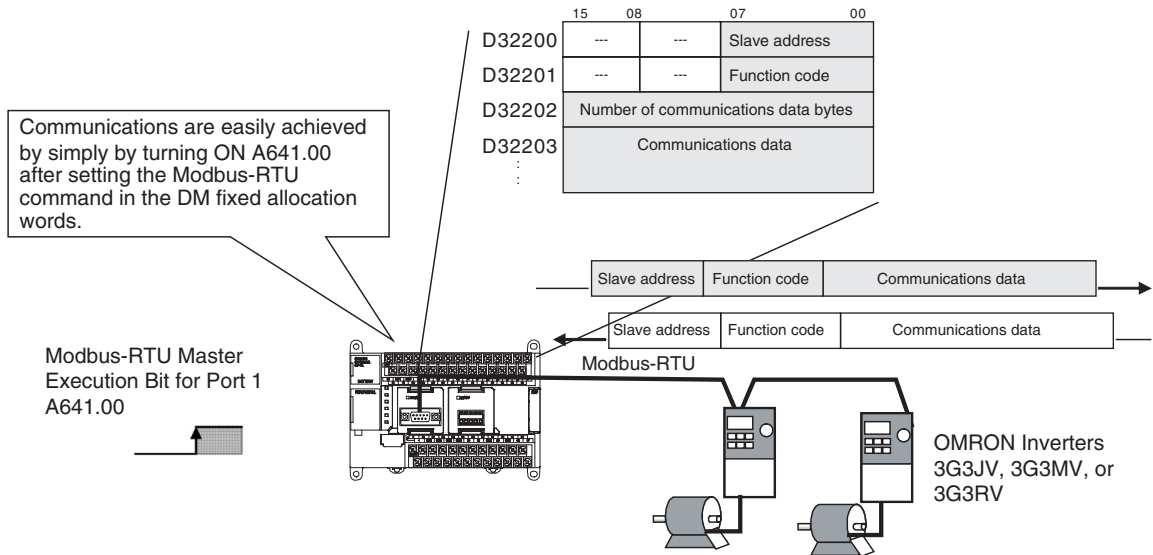 15 08 07 00
D32200 --- --- Slave address
D32201 --- --- Function code
D32202 Number of communications data bytes
D32203 Communications data
:
:
Communications are easily achieved
by simply by turning ON A641.00
after setting the Modbus-RTU
command in the DM fixed allocation
words.
Slave address Function code Communications data
Slave address Function code Communications data
Modbus-RTU
Modbus-RTU Master
Execution Bit for Port 1
A641.00
OMRON Inverters
3G3JV, 3G3MV, or
3G3RV